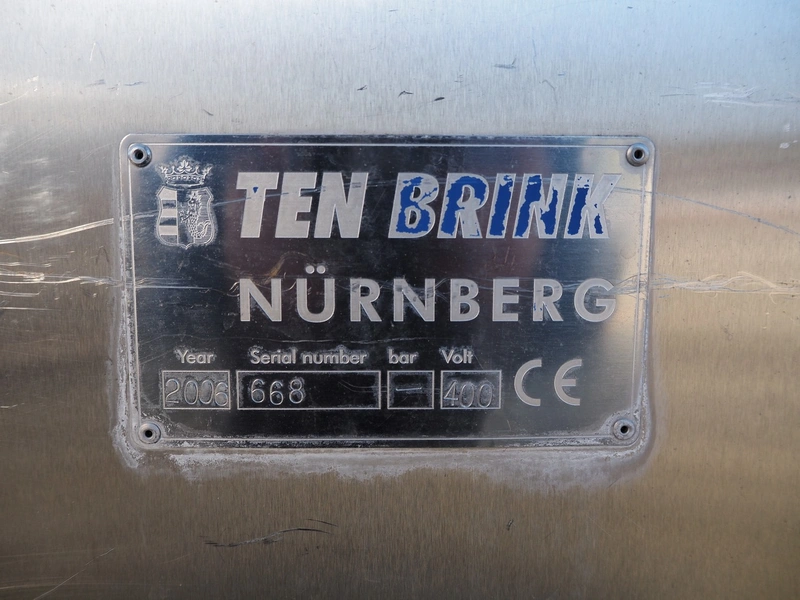 TEN BRINK
NÜRNBERG
Year Serial number bar Volt
2006 668 — 400 CE